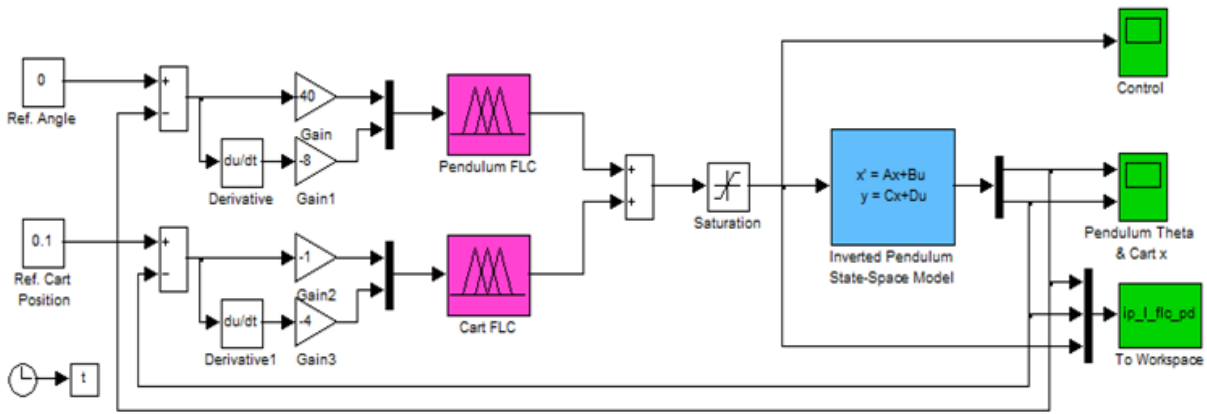 0
Ref. Angle
+
−
40
Gain
du/dt
Derivative
-8
Gain1
Pendulum FLC
0.1
Ref. Cart
Position
+
−
-1
Gain2
du/dt
Derivative1
-4
Gain3
Cart FLC
+
+
Saturation
x' = Ax+Bu
y = Cx+Du
Inverted Pendulum
State-Space Model
Control
Pendulum Theta
& Cart x
ip_l_flc_pd
To Workspace
t